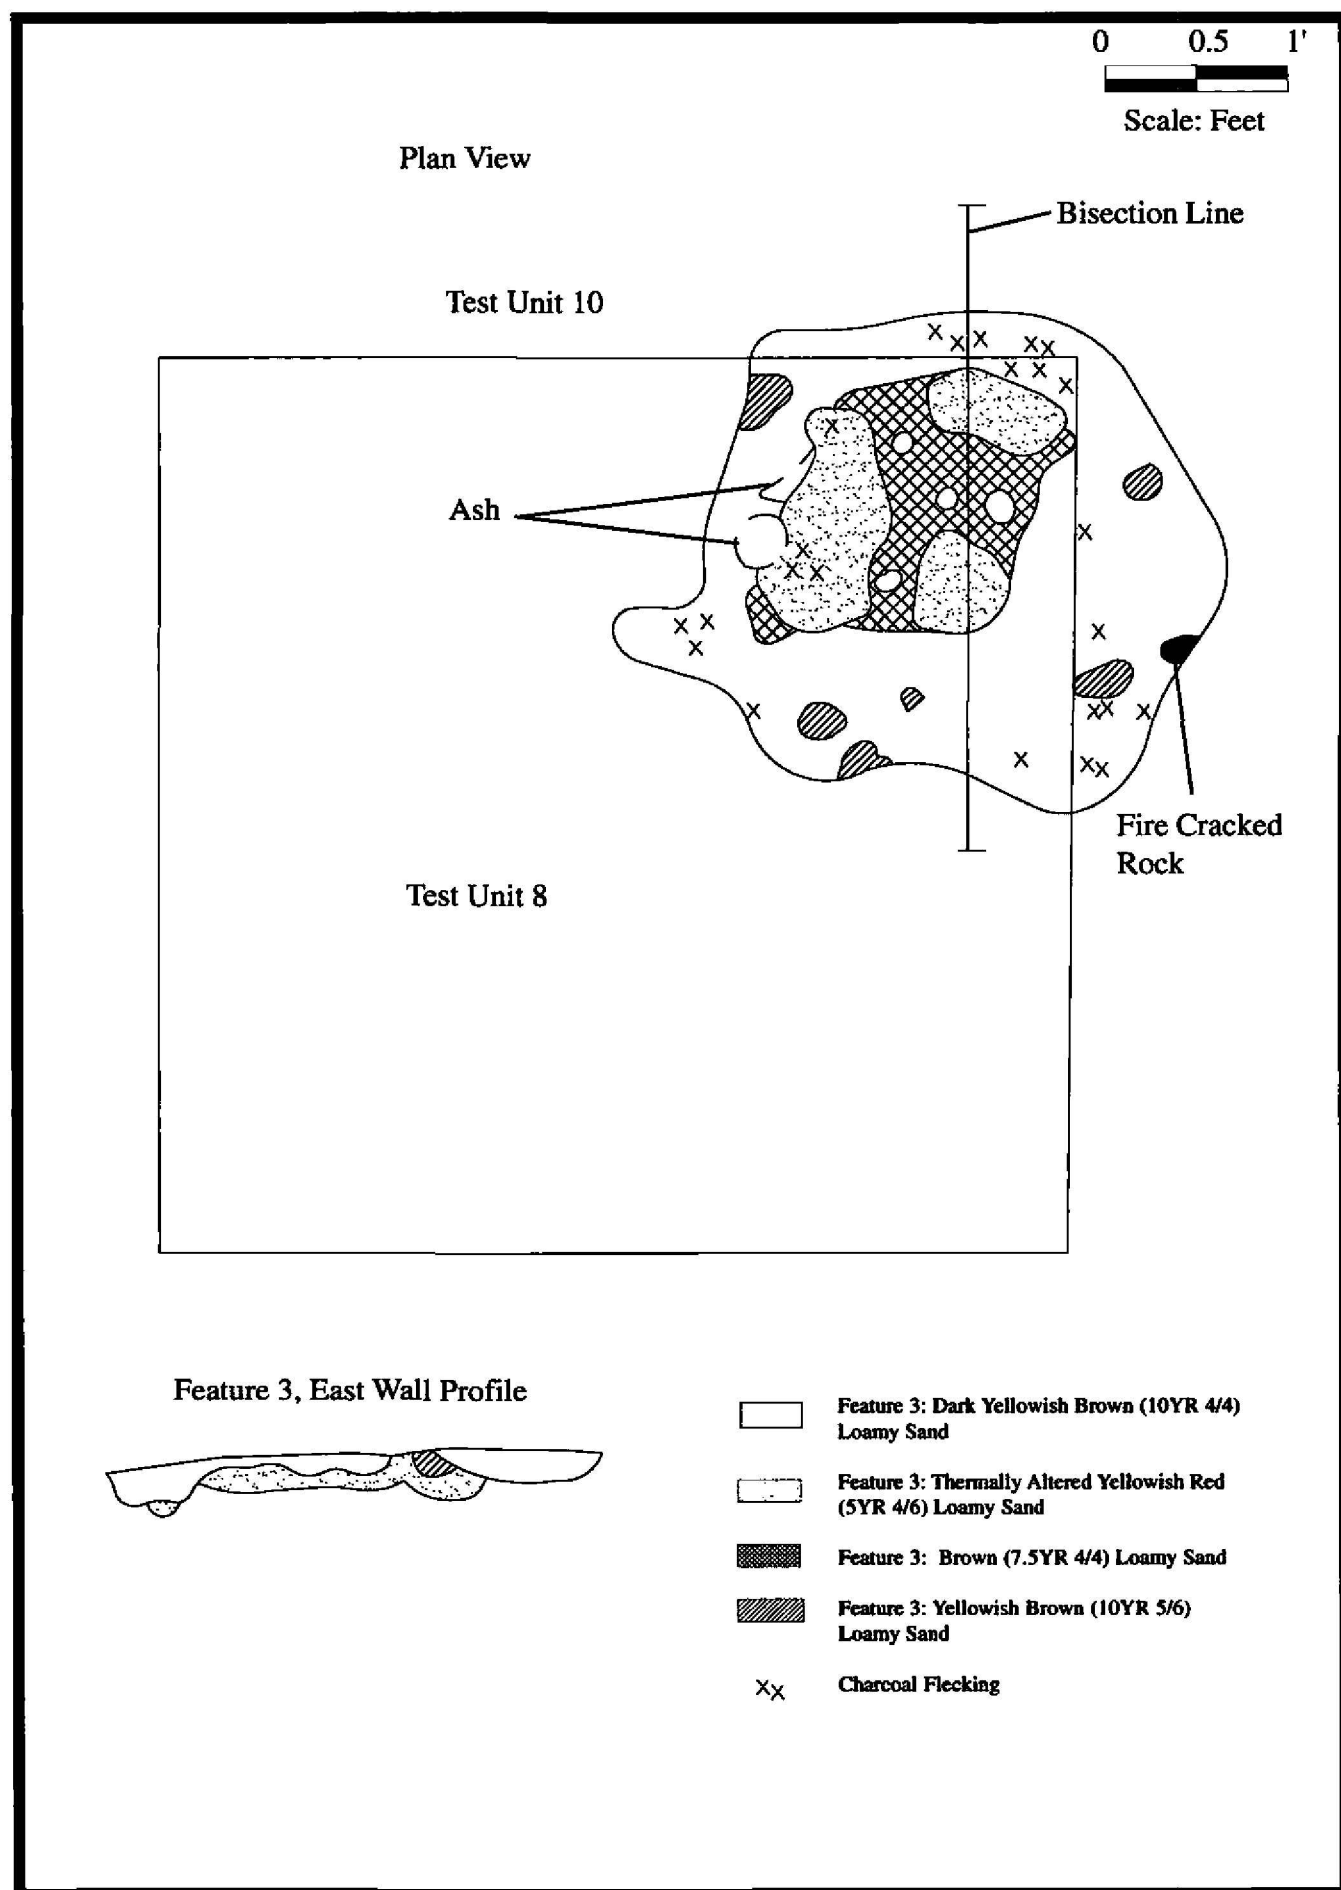 0 0.5 1'
Scale: Feet
Plan View
Bisection Line
Test Unit 10
Ash
Fire Cracked
Rock
Test Unit 8
Feature 3, East Wall Profile
Feature 3: Dark Yellowish Brown (10YR 4/4)
Loamy Sand
Feature 3: Thermally Altered Yellowish Red
(5YR 4/6) Loamy Sand
Feature 3: Brown (7.5YR 4/4) Loamy Sand
Feature 3: Yellowish Brown (10YR 5/6)
Loamy Sand
Charcoal Flecking